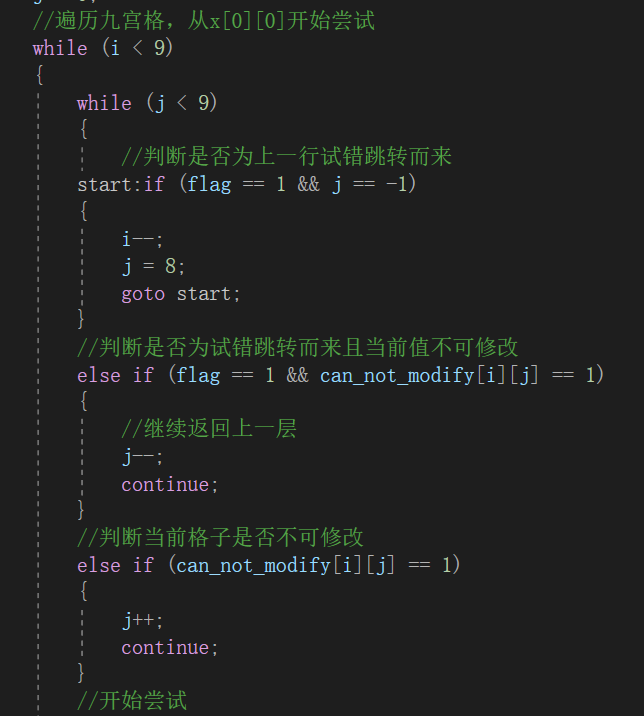 //遍历九宫格，从x[0][0]开始尝试
while (i < 9)
{
while (j < 9)
{
//判断是否为上一行试错跳转而来
start:if (flag == 1 && j == -1)
{
i--;
j = 8;
goto start;
}
//判断是否为试错跳转而来且当前值不可修改
else if (flag == 1 && can_not_modify[i][j] == 1)
{
//继续返回上一层
j--;
continue;
}
//判断当前格子是否不可修改
else if (can_not_modify[i][j] == 1)
{
j++;
continue;
}
//开始尝试